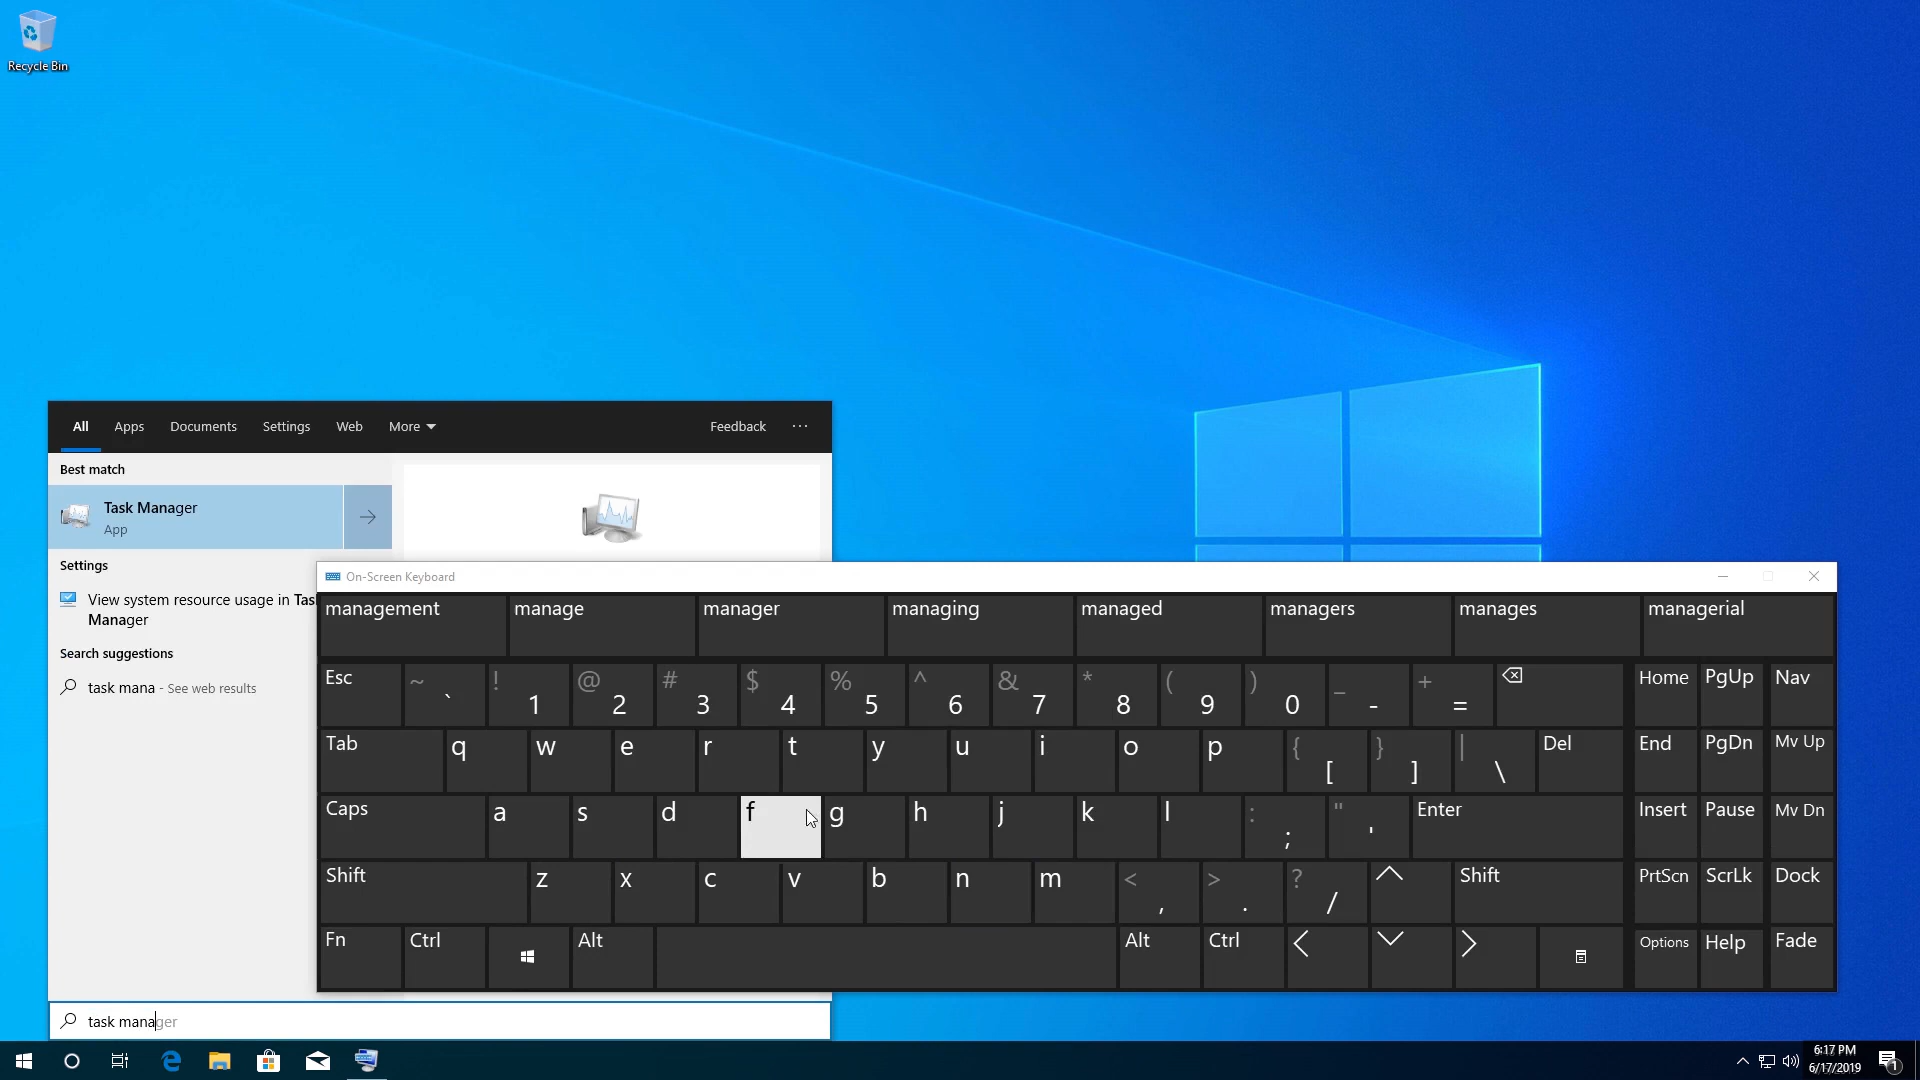 Recycle Bin
All Apps Documents Settings Web More Feedback ...
Best match
Task Manager
App
Settings
View system resource usage in Tas
Manager
Search suggestions
task mana - See web results
On-Screen Keyboard
management manage manager managing managed managers manages managerial
Esc ~ ` ! 1 @ 2 # 3 $ 4 % 5 ^ 6 & 7 * 8 ( 9 ) 0 _ - + = Home PgUp Nav
Tab q w e r t y u i o p { [ } ] | \ Del End PgDn Mv Up
Caps a s d f g h j k l : ; " ' Enter Insert Pause Mv Dn
Shift z x c v b n m < , > . ? / Shift PrtScn ScrLk Dock
Fn Ctrl Alt Alt Ctrl Options Help Fade
task manager
6:17 PM
6/17/2019
1